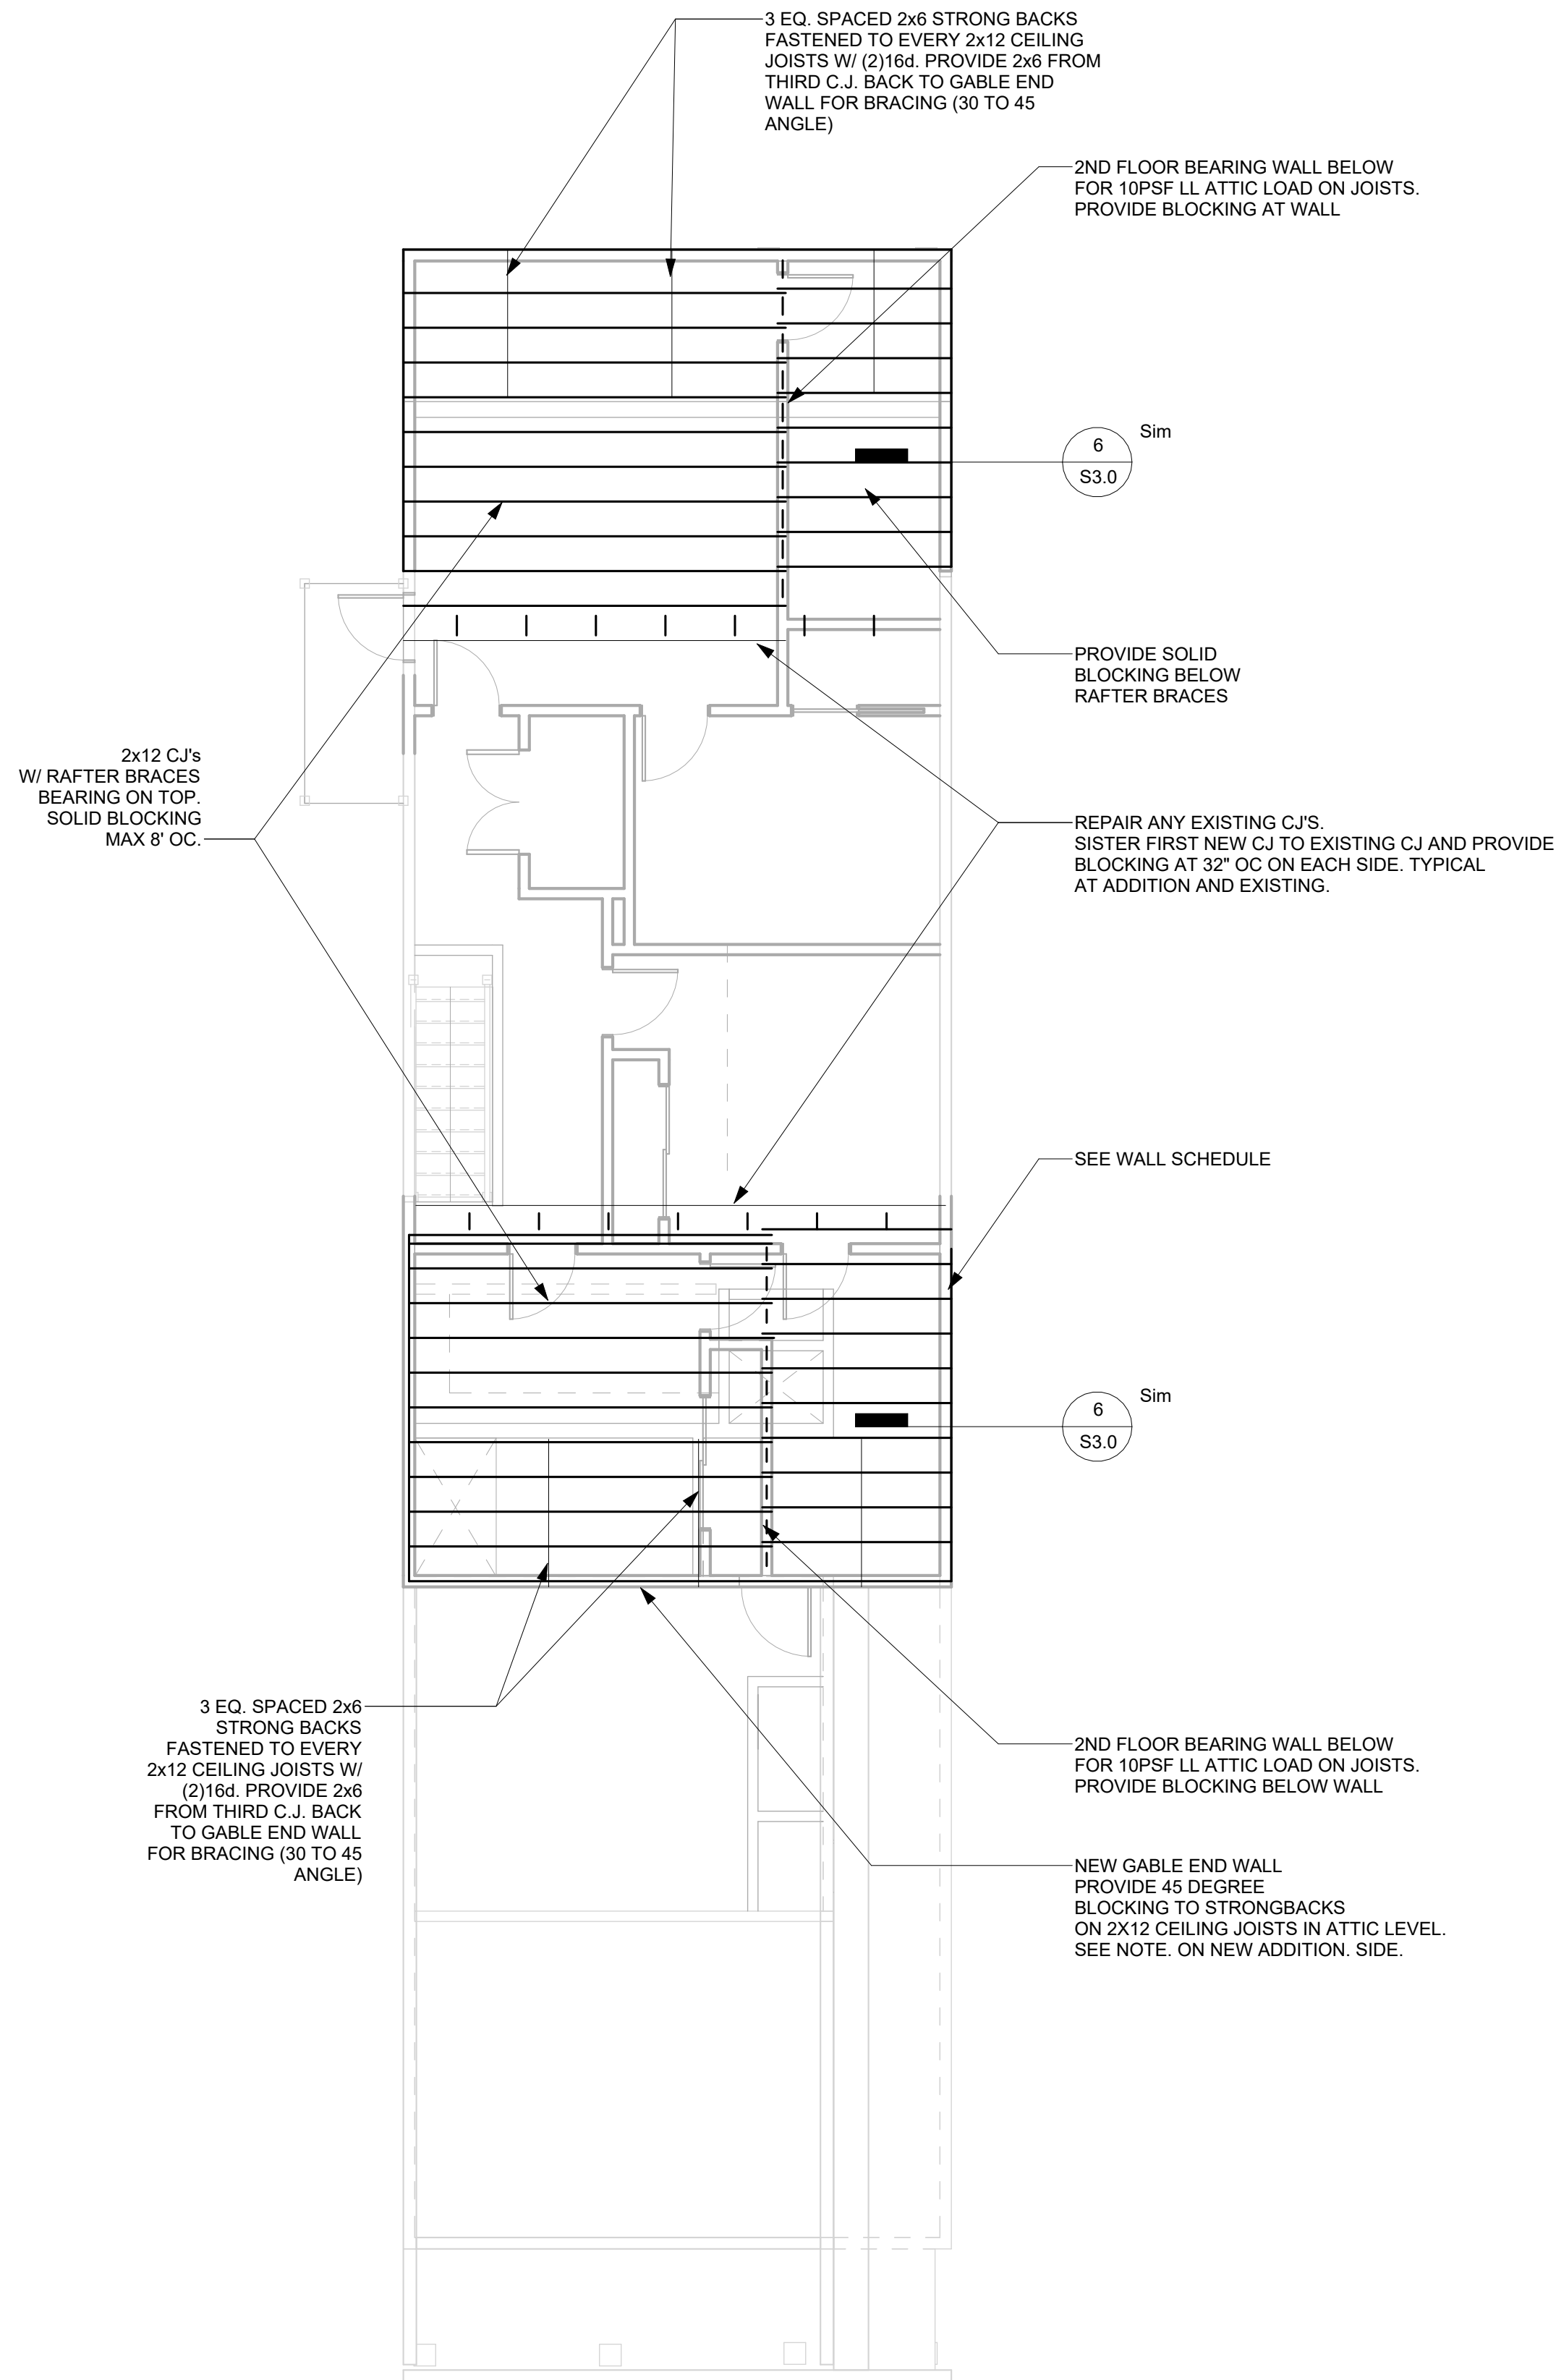 3 EQ. SPACED 2x6 STRONG BACKS
FASTENED TO EVERY 2x12 CEILING
JOISTS W/ (2)16d. PROVIDE 2x6 FROM
THIRD C.J. BACK TO GABLE END
WALL FOR BRACING (30 TO 45
ANGLE)
2ND FLOOR BEARING WALL BELOW
FOR 10PSF LL ATTIC LOAD ON JOISTS.
PROVIDE BLOCKING AT WALL
Sim
6
S3.0
PROVIDE SOLID
BLOCKING BELOW
RAFTER BRACES
2x12 CJ's
W/ RAFTER BRACES
BEARING ON TOP.
SOLID BLOCKING
MAX 8' OC.
REPAIR ANY EXISTING CJ'S.
SISTER FIRST NEW CJ TO EXISTING CJ AND PROVIDE
BLOCKING AT 32" OC ON EACH SIDE. TYPICAL
AT ADDITION AND EXISTING.
SEE WALL SCHEDULE
Sim
6
S3.0
3 EQ. SPACED 2x6
STRONG BACKS
FASTENED TO EVERY
2x12 CEILING JOISTS W/
(2)16d. PROVIDE 2x6
FROM THIRD C.J. BACK
TO GABLE END WALL
FOR BRACING (30 TO 45
ANGLE)
2ND FLOOR BEARING WALL BELOW
FOR 10PSF LL ATTIC LOAD ON JOISTS.
PROVIDE BLOCKING BELOW WALL
NEW GABLE END WALL
PROVIDE 45 DEGREE
BLOCKING TO STRONGBACKS
ON 2X12 CEILING JOISTS IN ATTIC LEVEL.
SEE NOTE. ON NEW ADDITION. SIDE.